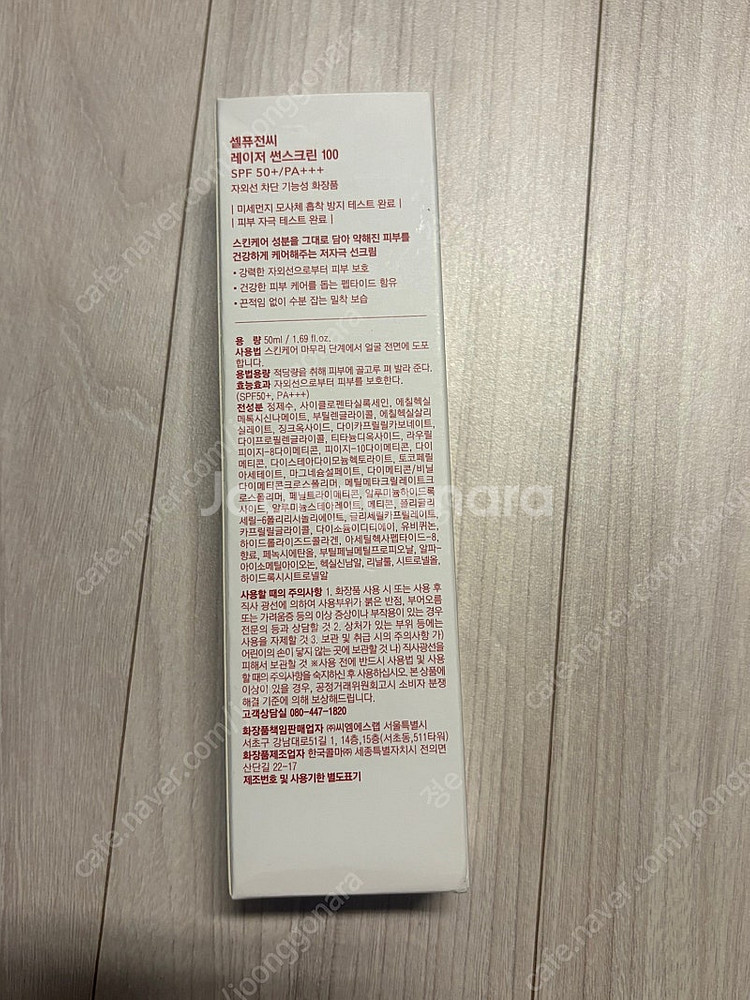 셀퓨전씨
레이저 썬스크린 100
SPF 50+/PA+++
자외선 차단 기능성 화장품
| 미세먼지 모사체 흡착 방지 테스트 완료 |
| 피부 자극 테스트 완료 |
스킨케어 성분을 그대로 담아 약해진 피부를
건강하게 케어해주는 저자극 선크림
• 강력한 자외선으로부터 피부 보호
• 건강한 피부 케어를 돕는 펩타이드 함유
• 끈적임 없이 수분 잡는 밀착 보습
용 량 50ml / 1.69 fl.oz.
사용법 스킨케어 마무리 단계에서 얼굴 전면에 도포
합니다.
용법용량 적당량을 취해 피부에 골고루 펴 발라 준다.
효능효과 자외선으로부터 피부를 보호한다.
(SPF50+, PA+++)
전성분 정제수, 사이클로펜타실록세인, 에칠헥실
메톡시신나메이트, 부틸렌글라이콜, 에칠헥실살리
실레이트, 징크옥사이드, 다이카프릴릴카보네이트,
다이프로필렌글라이콜, 티타늄디옥사이드, 라우릴
피이지-8다이메티콘, 피이지-10다이메티콘, 다이
메티콘, 다이스테아다이모늄헥토라이트, 토코페릴
아세테이트, 마그네슘설페이트, 다이메티콘/비닐
다이메티콘크로스폴리머, 메틸메타크릴레이트크
로스폴리머, 페닐트라이메티콘, 알루미늄하이드록
사이드, 알루미늄스테아레이트, 메티콘, 폴리글리
세릴-6폴리리시놀리에이트, 글리세릴카프릴레이트,
카프릴릴글라이콜, 다이소듐이디티에이, 유비퀴논,
하이드롤라이즈드콜라겐, 아세틸헥사펩타이드-8,
향료, 페녹시에탄올, 부틸페닐메틸프로피오날, 알파-
아이소메틸아이오논, 헥실신남알, 리날룰, 시트로넬올,
하이드록시시트로넬알
사용할 때의 주의사항 1. 화장품 사용 시 또는 사용 후
직사 광선에 의하여 사용부위가 붉은 반점, 부어오름
또는 가려움증 등의 이상 증상이나 부작용이 있는 경우
전문의 등과 상담할 것 2. 상처가 있는 부위 등에는
사용을 자제할 것 3. 보관 및 취급 시의 주의사항 가)
어린이의 손이 닿지 않는 곳에 보관할 것 나) 직사광선을
피해서 보관할 것 ※사용 전에 반드시 사용법 및 사용
할 때의 주의사항을 숙지하신 후 사용하십시오. 본 상품에
이상이 있을 경우, 공정거래위원회고시 소비자 분쟁
해결 기준에 의해 보상해드립니다.
고객상담실 080-447-1820
화장품책임판매업자 ㈜씨엠에스랩 서울특별시
서초구 강남대로51길 1, 14층,15층(서초동,511타워)
화장품제조업자 한국콜마㈜ 세종특별자치시 전의면
산단길 22-17
제조번호 및 사용기한 별도표기
Joonggonara
cafe.naver.com/joonggonara